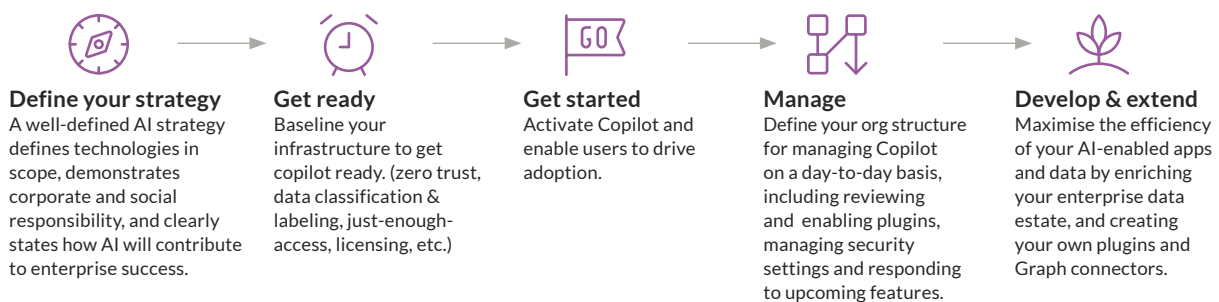 GO
Define your strategy
A well-defined AI strategy
defines technologies in
scope, demonstrates
corporate and social
responsibility, and clearly
states how AI will contribute
to enterprise success.
Get ready
Baseline your
infrastructure to get
copilot ready. (zero trust,
data classification &
labeling, just-enough-
access, licensing, etc.)
Get started
Activate Copilot and
enable users to drive
adoption.
Manage
Define your org structure
for managing Copilot
on a day-to-day basis,
including reviewing
and enabling plugins,
managing security
settings and responding
to upcoming features.
Develop & extend
Maximise the efficiency
of your AI-enabled apps
and data by enriching
your enterprise data
estate, and creating
your own plugins and
Graph connectors.